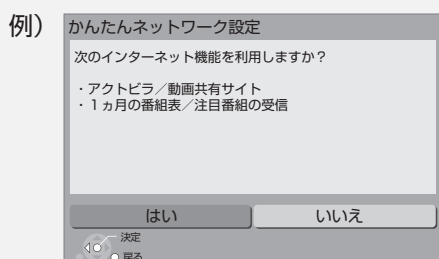 例）
かんたんネットワーク設定
次のインターネット機能を利用しますか？
・アクトビラ／動画共有サイト
・１ヵ月の番組表／注目番組の受信
はい
いいえ
決定
戻る